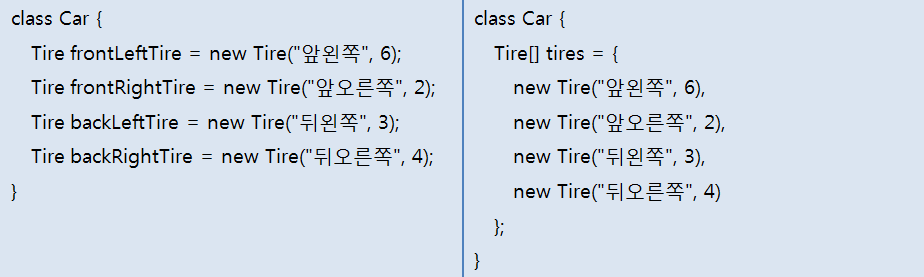 class Car {
Tire frontLeftTire = new Tire("앞왼쪽", 6);
Tire frontRightTire = new Tire("앞오른쪽", 2);
Tire backLeftTire = new Tire("뒤왼쪽", 3);
Tire backRightTire = new Tire("뒤오른쪽", 4);
}
class Car {
Tire[] tires = {
new Tire("앞왼쪽", 6),
new Tire("앞오른쪽", 2),
new Tire("뒤왼쪽", 3),
new Tire("뒤오른쪽", 4)
};
}